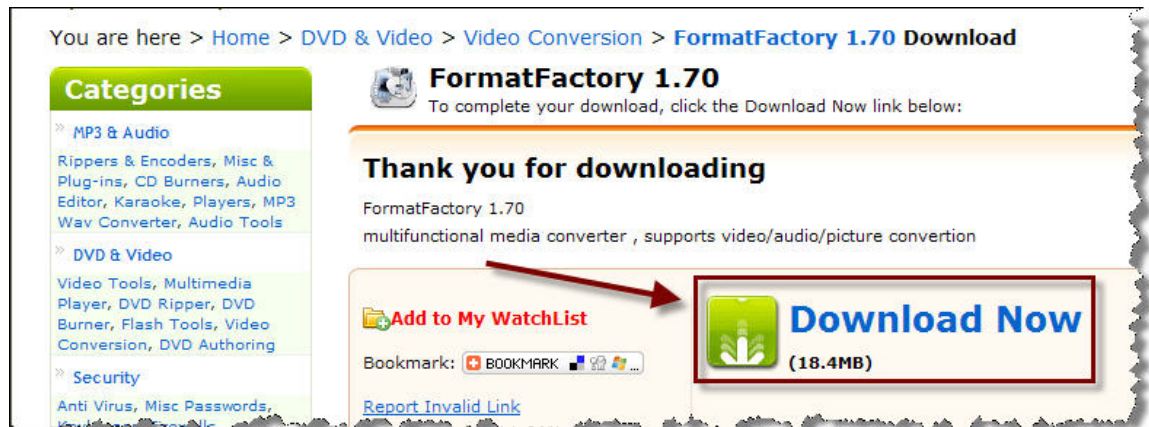 You are here > Home > DVD & Video > Video Conversion > FormatFactory 1.70 Download
Categories
» MP3 & Audio
Rippers & Encoders, Misc &
Plug-ins, CD Burners, Audio
Editor, Karaoke, Players, MP3
Wav Converter, Audio Tools
» DVD & Video
Video Tools, Multimedia
Player, DVD Ripper, DVD
Burner, Flash Tools, Video
Conversion, DVD Authoring
» Security
Anti Virus, Misc Passwords,
FormatFactory 1.70
To complete your download, click the Download Now link below:
Thank you for downloading
FormatFactory 1.70
multifunctional media converter , supports video/audio/picture convertion
Add to My WatchList
Bookmark: BOOKMARK ...
Report Invalid Link
Download Now
(18.4MB)